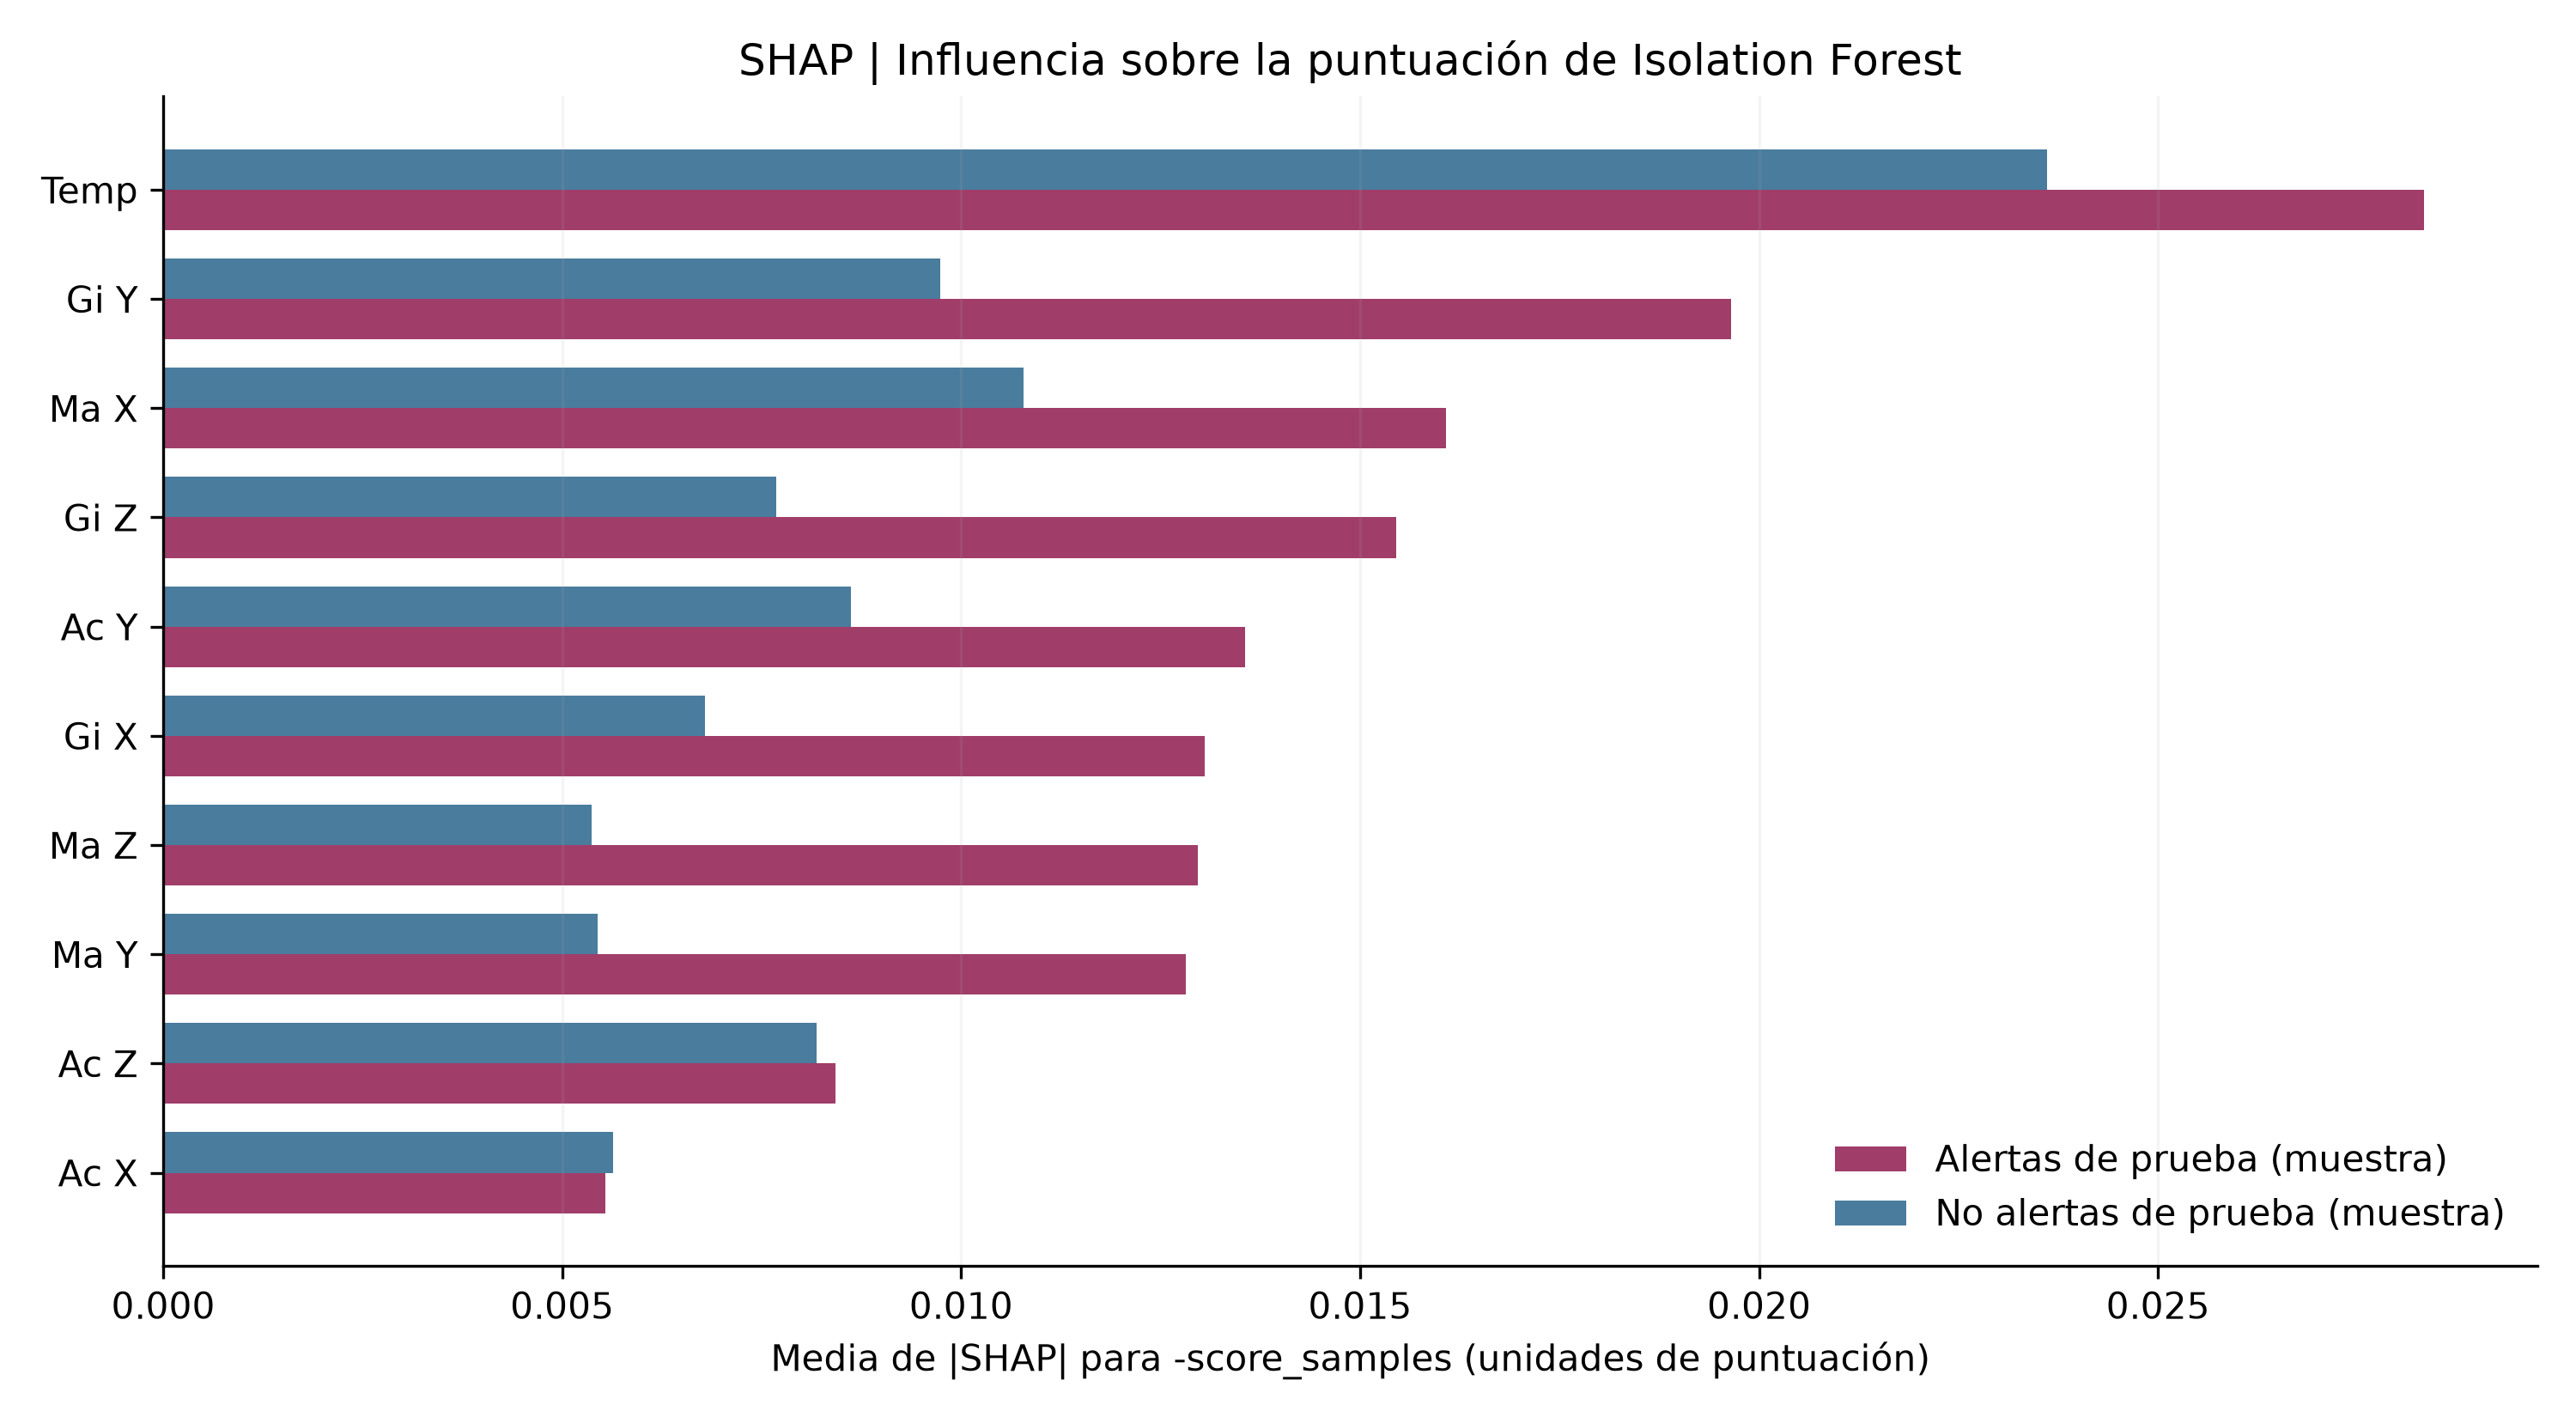 SHAP | Influencia sobre la puntuación de Isolation Forest
Temp
Gi Y
Ma X
Gi Z
Ac Y
Gi X
Ma Z
Ma Y
Ac Z
Ac X
Alertas de prueba (muestra)
No alertas de prueba (muestra)
0.000 0.005 0.010 0.015 0.020 0.025
Media de |SHAP| para -score_samples (unidades de puntuación)